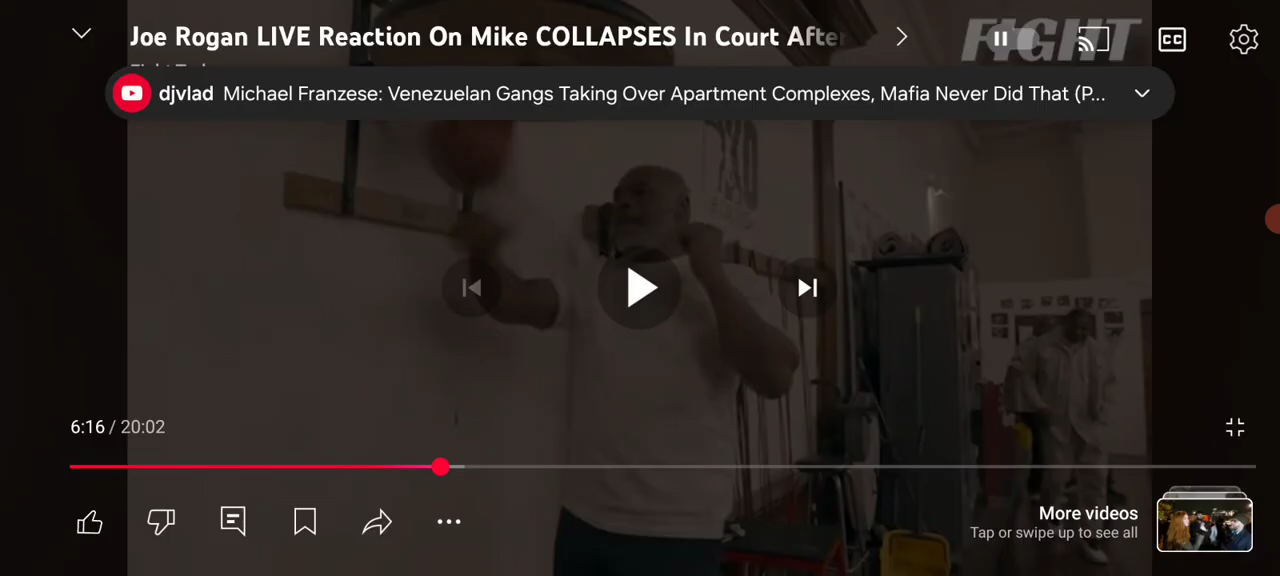 Joe Rogan LIVE Reaction On Mike COLLAPSES In Court After
FIGHT
CC
djvlad Michael Franzese: Venezuelan Gangs Taking Over Apartment Complexes, Mafia Never Did That (P...
6:16 / 20:02
More videos
Tap or swipe up to see all